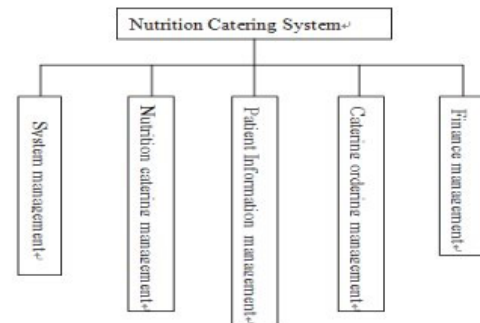 Nutrition Catering System↵
System management↵
Nutrition catering management↵
Patient Information management↵
Catering ordering management↵
Finance management↵